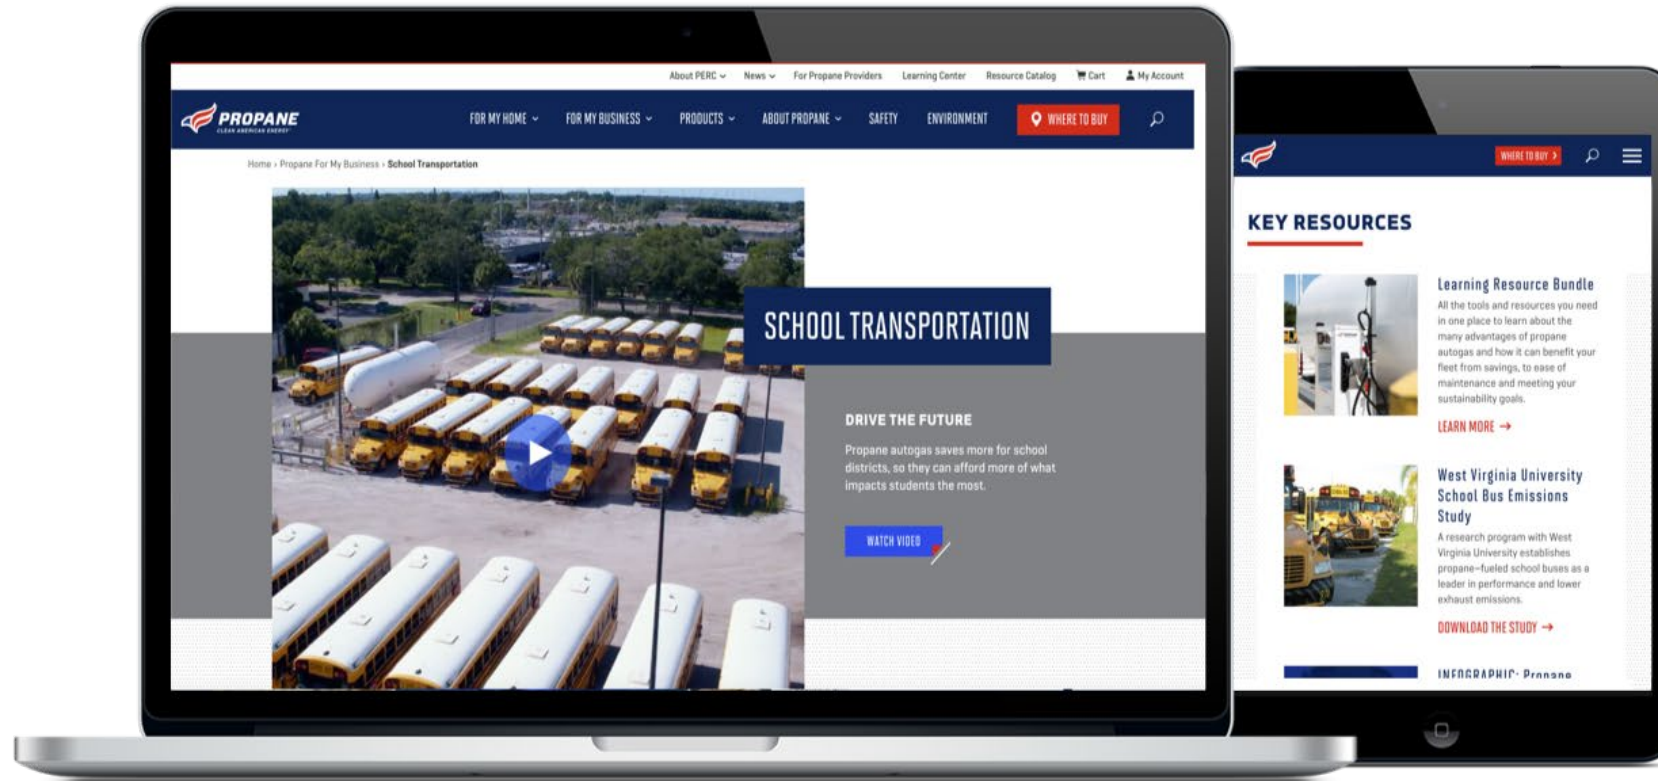 About PERC News For Propane Providers Learning Center Resource Catalog Cart My Account
PROPANE
CLEAN AMERICAN ENERGY
FOR MY HOME FOR MY BUSINESS PRODUCTS ABOUT PROPANE SAFETY ENVIRONMENT WHERE TO BUY
Home › Propane For My Business › School Transportation
SCHOOL TRANSPORTATION
DRIVE THE FUTURE
Propane autogas saves more for school
districts, so they can afford more of what
impacts students the most.
WATCH VIDEO
WHERE TO BUY
KEY RESOURCES
Learning Resource Bundle
All the tools and resources you need
in one place to learn about the
many advantages of propane
autogas and how it can benefit your
fleet from savings, to ease of
maintenance and meeting your
sustainability goals.
LEARN MORE →
West Virginia University
School Bus Emissions
Study
A research program with West
Virginia University establishes
propane–fueled school buses as a
leader in performance and lower
exhaust emissions.
DOWNLOAD THE STUDY →
INFOGRAPHIC: Propane